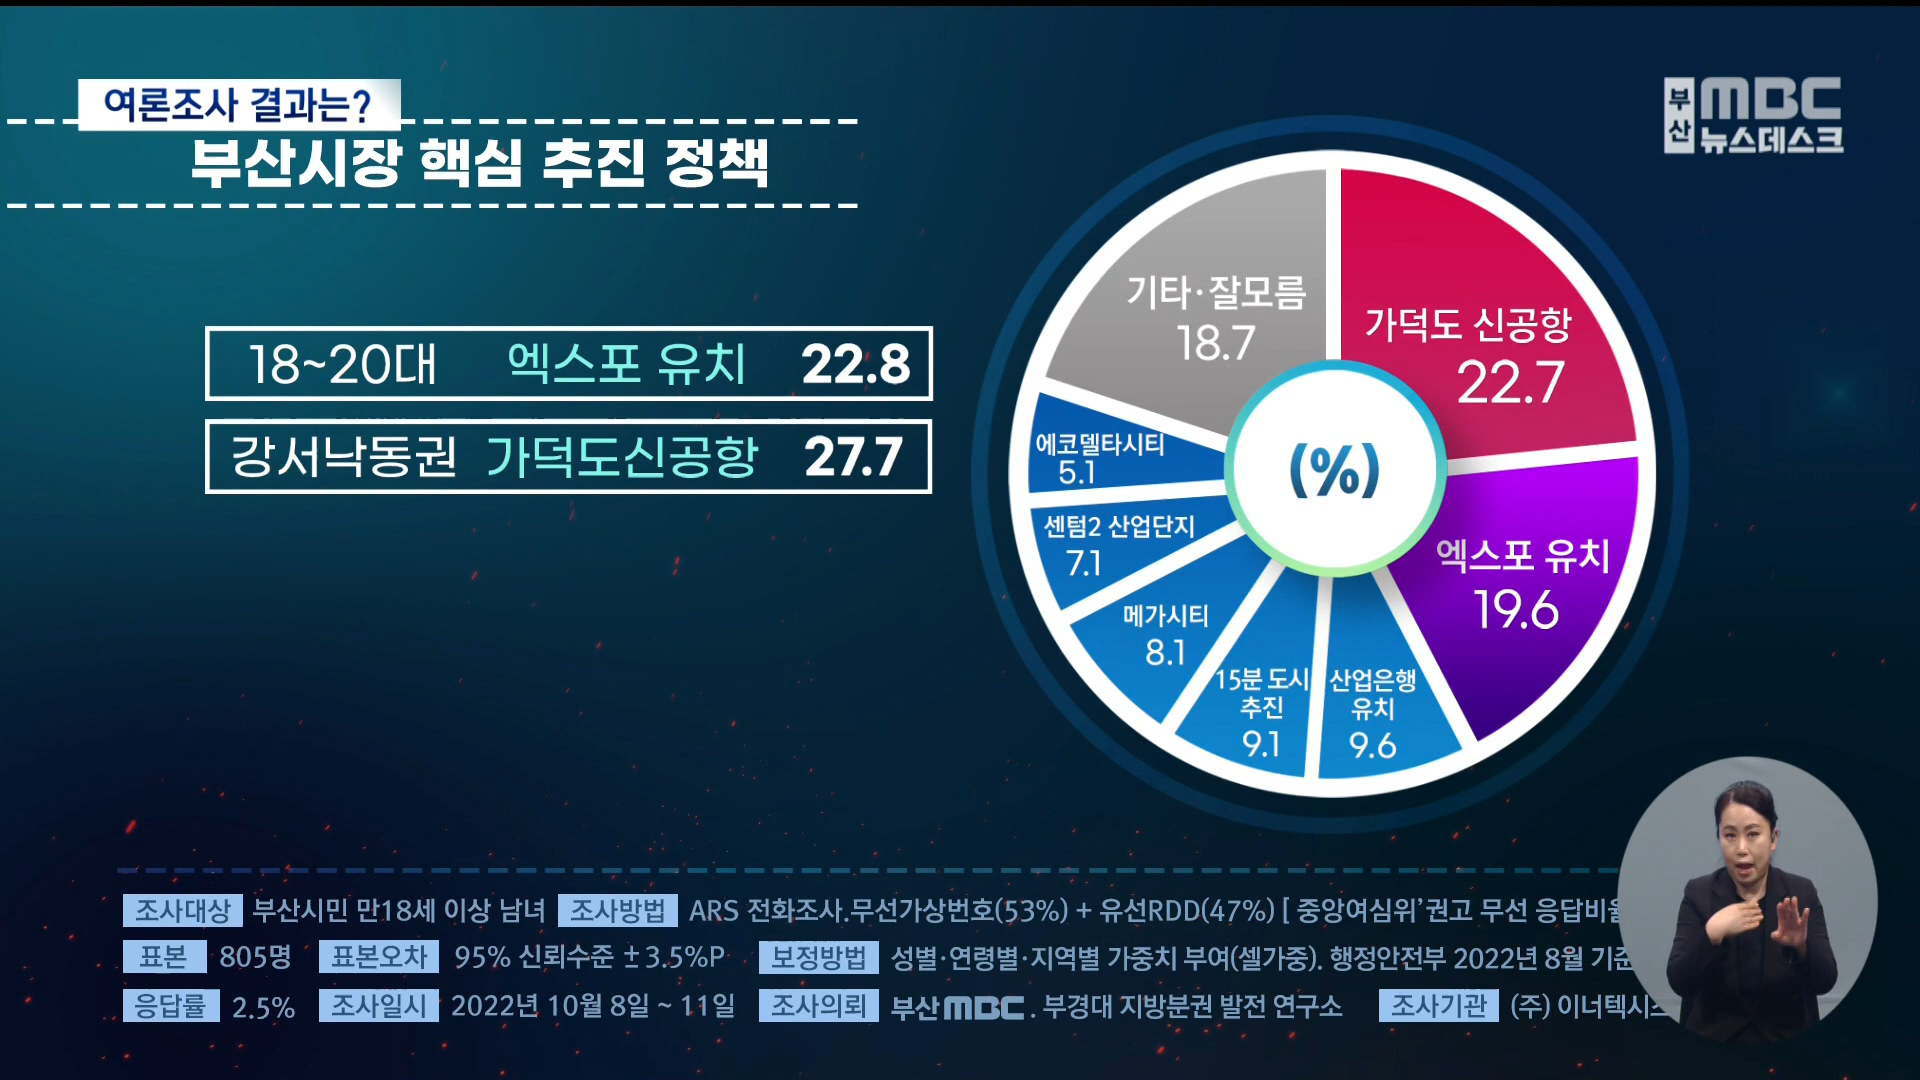 여론조사 결과는?
부산시장 핵심 추진 정책
부산 MBC
뉴스데스크
18~20대 엑스포 유치 22.8
강서낙동권 가덕도신공항 27.7
가덕도 신공항
22.7
엑스포 유치
19.6
산업은행
유치
9.6
15분 도시
추진
9.1
메가시티
8.1
센텀2 산업단지
7.1
에코델타시티
5.1
기타·잘모름
18.7
(%)
조사대상 부산시민 만18세 이상 남녀 조사방법 ARS 전화조사.무선가상번호(53%) + 유선RDD(47%) [ 중앙여심위’권고 무선 응답비율
표본 805명 표본오차 95% 신뢰수준 ±3.5%P 보정방법 성별·연령별·지역별 가중치 부여(셀가중). 행정안전부 2022년 8월 기준
응답률 2.5% 조사일시 2022년 10월 8일 ~ 11일 조사의뢰 부산MBC . 부경대 지방분권 발전 연구소 조사기관 (주) 이너텍시스